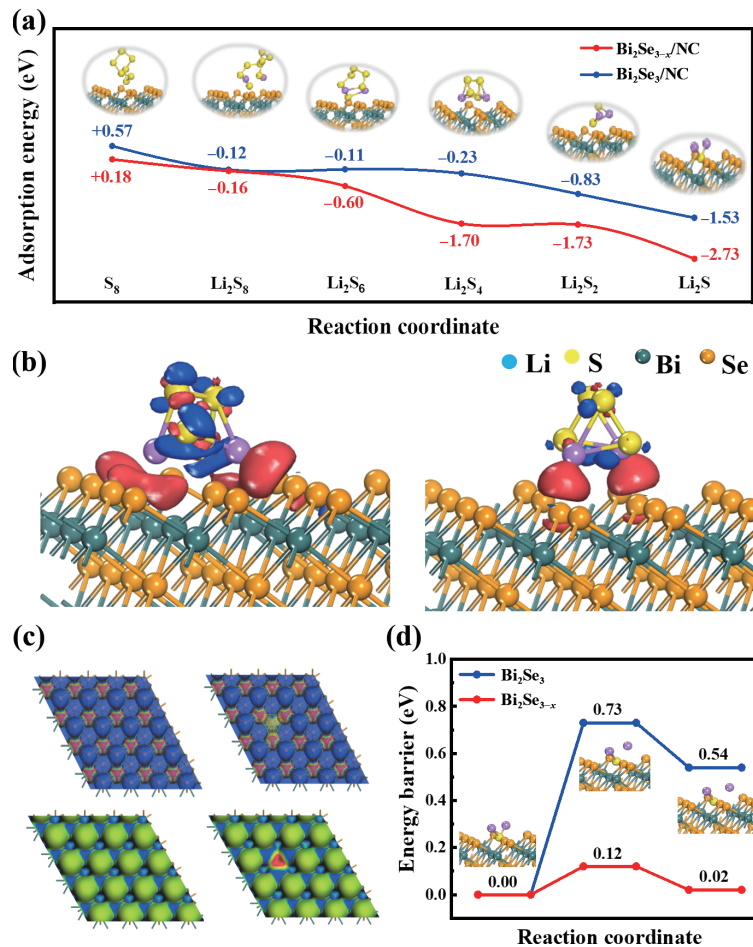 (a)
Adsorption energy (eV)
Bi₂Se₃₋ₓ/NC
Bi₂Se₃/NC
+0.57 −0.12 −0.11 −0.23 −0.83 −1.53
+0.18 −0.16 −0.60 −1.70 −1.73 −2.73
S₈ Li₂S₈ Li₂S₆ Li₂S₄ Li₂S₂ Li₂S
Reaction coordinate
(b)
Li S Bi Se
(c)
(d)
Energy barrier (eV)
1.0
0.8
0.6
0.4
0.2
0.0
Bi₂Se₃
Bi₂Se₃₋ₓ
0.73
0.54
0.00
0.12
0.02
Reaction coordinate